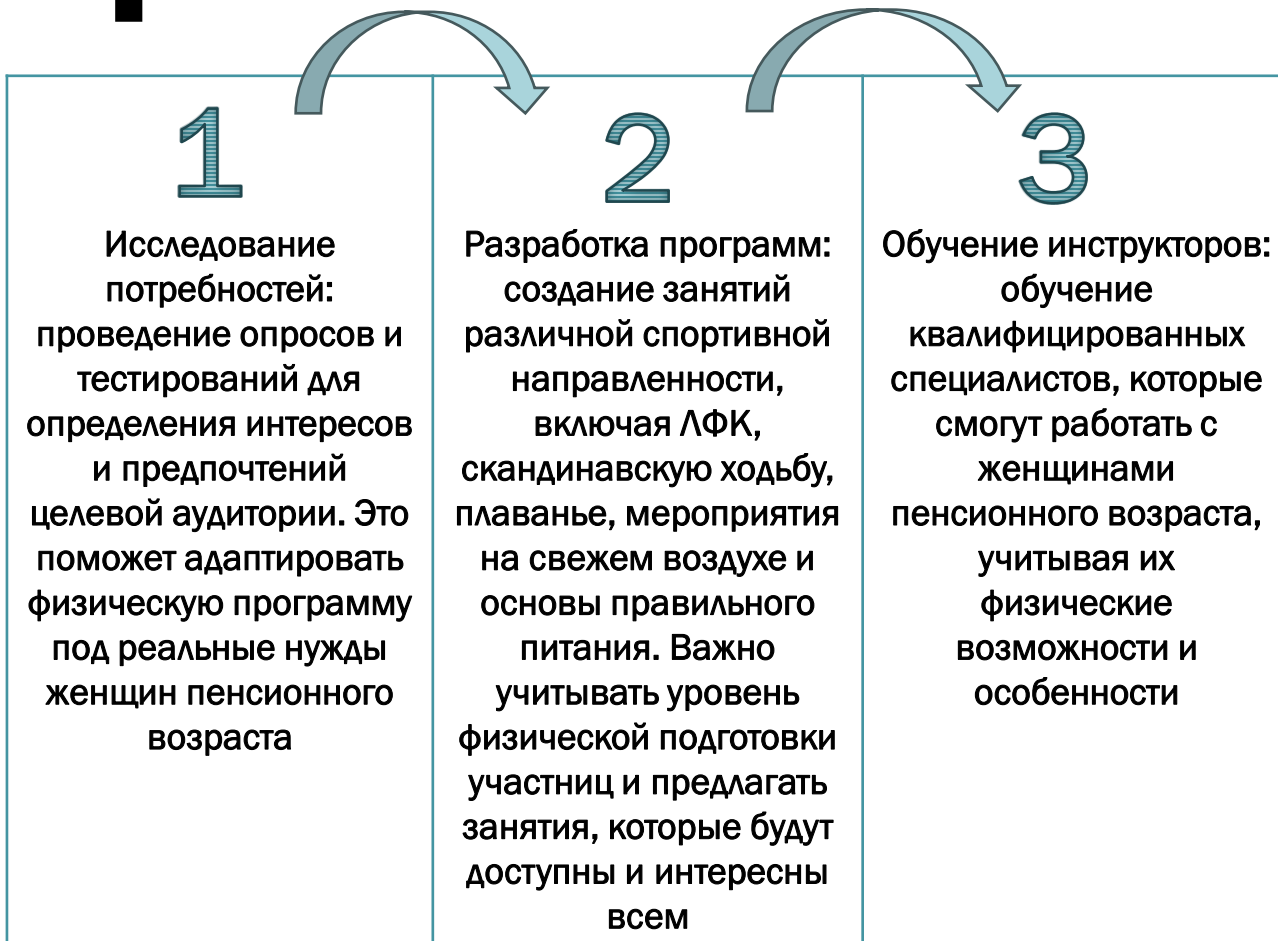 1
Исследование
потребностей:
проведение опросов и
тестирований для
определения интересов
и предпочтений
целевой аудитории. Это
поможет адаптировать
физическую программу
под реальные нужды
женщин пенсионного
возраста
2
Разработка программ:
создание занятий
различной спортивной
направленности,
включая ЛФК,
скандинавскую ходьбу,
плаванье, мероприятия
на свежем воздухе и
основы правильного
питания. Важно
учитывать уровень
физической подготовки
участниц и предлагать
занятия, которые будут
доступны и интересны
всем
3
Обучение инструкторов:
обучение
квалифицированных
специалистов, которые
смогут работать с
женщинами
пенсионного возраста,
учитывая их
физические
возможности и
особенности